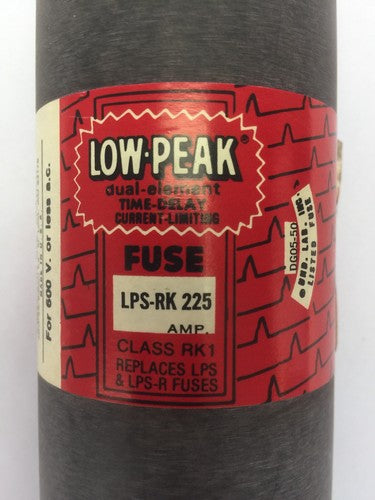 LOW-PEAK®
dual-element
TIME-DELAY
CURRENT-LIMITING
FUSE
LPS-RK 225
AMP.
CLASS RK1
REPLACES LPS
& LPS-R FUSES
For 600 V. or less a.c.
DG05-50
UND. LAB. INC.
LISTED FUSE